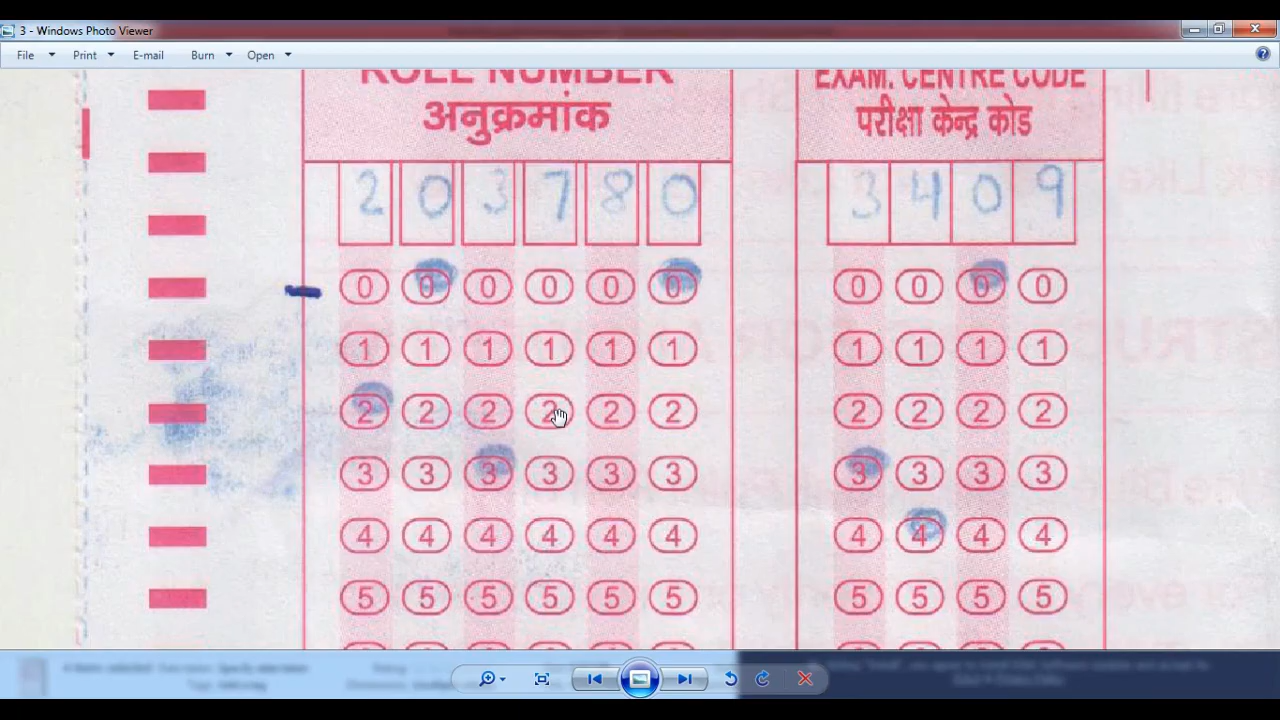 3 - Windows Photo Viewer
File Print E-mail Burn Open
ROLL NUMBER
अनुक्रमांक
EXAM. CENTRE CODE
परीक्षा केन्द्र कोड
2 0 3 7 8 0 3 4 0 9
0 0 0 0 0 0 0 0 0 0
1 1 1 1 1 1 1 1 1 1
2 2 2 2 2 2 2 2 2 2
3 3 3 3 3 3 3 3 3 3
4 4 4 4 4 4 4 4 4 4
5 5 5 5 5 5 5 5 5 5